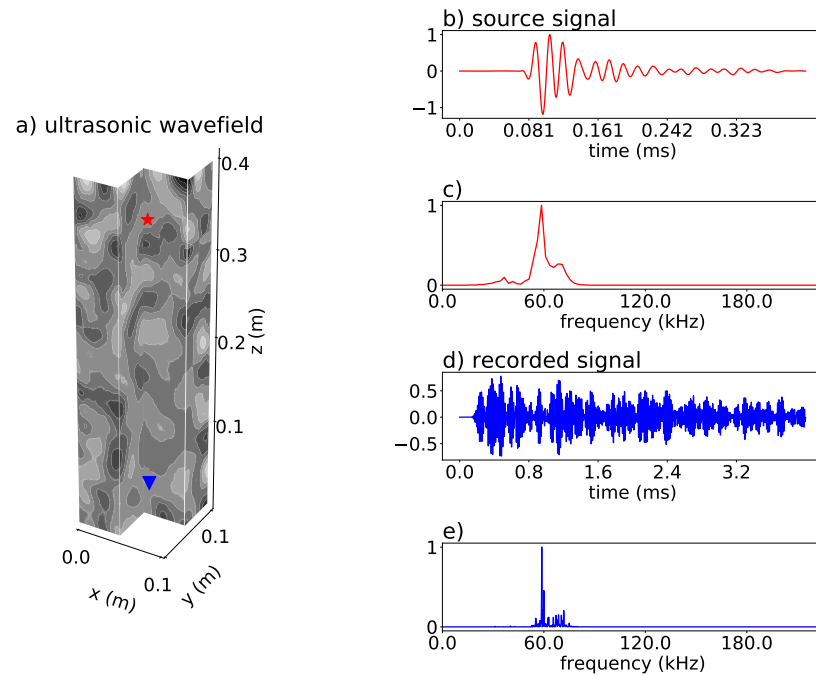 a) ultrasonic wavefield
0.4
0.3
0.2
0.1
z (m)
0.0
0.1
x (m)
0.1
y (m)
b) source signal
1
0
−1
0.0 0.081 0.161 0.242 0.323
time (ms)
c)
1
0
0.0 60.0 120.0 180.0
frequency (kHz)
d) recorded signal
0.5
0.0
−0.5
0.0 0.8 1.6 2.4 3.2
time (ms)
e)
1
0
0.0 60.0 120.0 180.0
frequency (kHz)